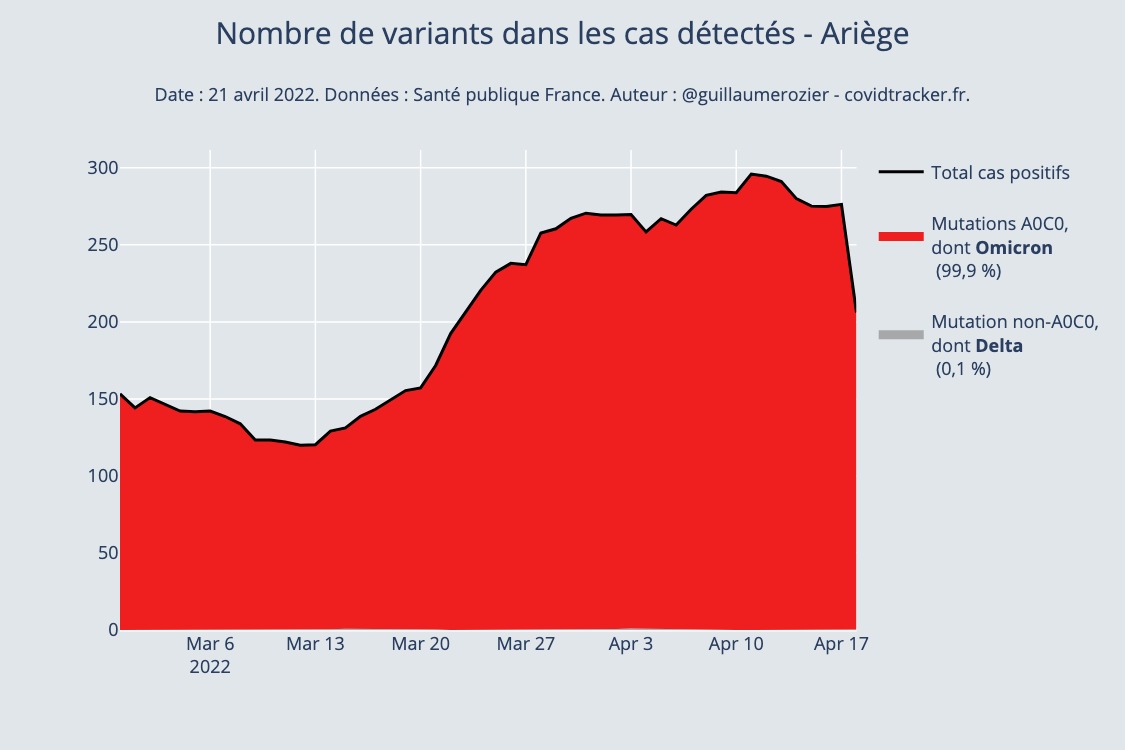 Nombre de variants dans les cas détectés - Ariège
Date : 21 avril 2022. Données : Santé publique France. Auteur : @guillaumerozier - covidtracker.fr.
300
250
200
150
100
50
0
Mar 6
2022
Mar 13
Mar 20
Mar 27
Apr 3
Apr 10
Apr 17
Total cas positifs
Mutations A0C0,
dont Omicron
(99,9 %)
Mutation non-A0C0,
dont Delta
(0,1 %)